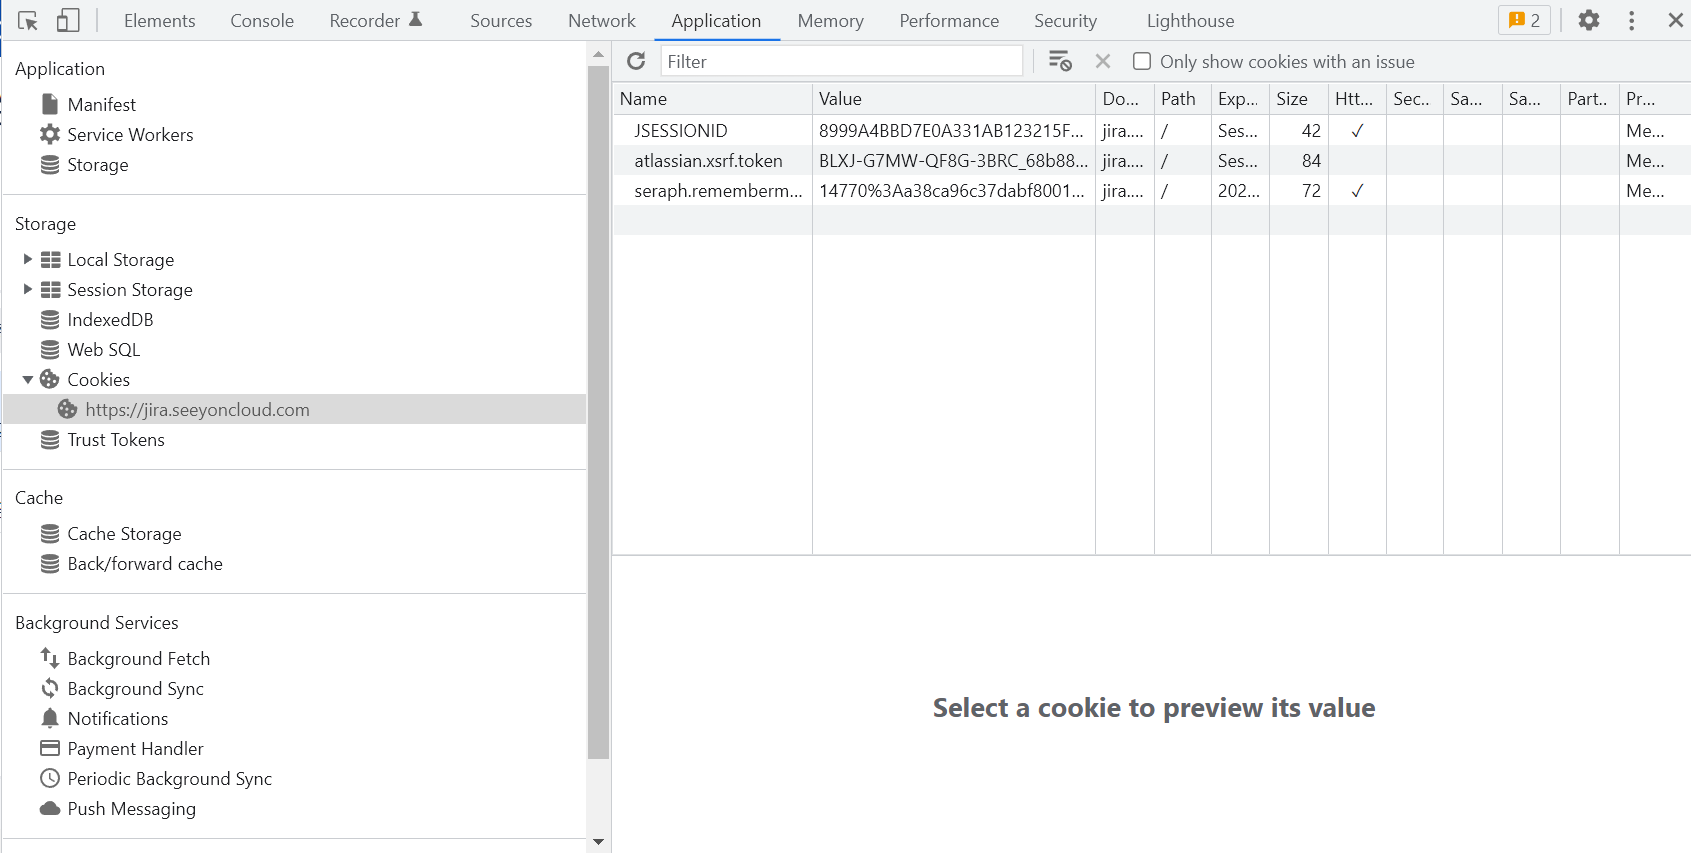 Elements Console Recorder Sources Network Application Memory Performance Security Lighthouse 2
Application
Manifest
Service Workers
Storage
Storage
Local Storage
Session Storage
IndexedDB
Web SQL
Cookies
https://jira.seeyoncloud.com
Trust Tokens
Cache
Cache Storage
Back/forward cache
Background Services
Background Fetch
Background Sync
Notifications
Payment Handler
Periodic Background Sync
Push Messaging
Filter Only show cookies with an issue
Name Value Do... Path Exp... Size Htt... Sec... Sa... Sa... Part... Pr...
JSESSIONID 8999A4BBD7E0A331AB123215F... jira.... / Ses... 42 ✓ Me...
atlassian.xsrf.token BLXJ-G7MW-QF8G-3BRC_68b88... jira.... / Ses... 84 Me...
seraph.rememberm... 14770%3Aa38ca96c37dabf8001... jira.... / 202... 72 ✓ Me...
Select a cookie to preview its value